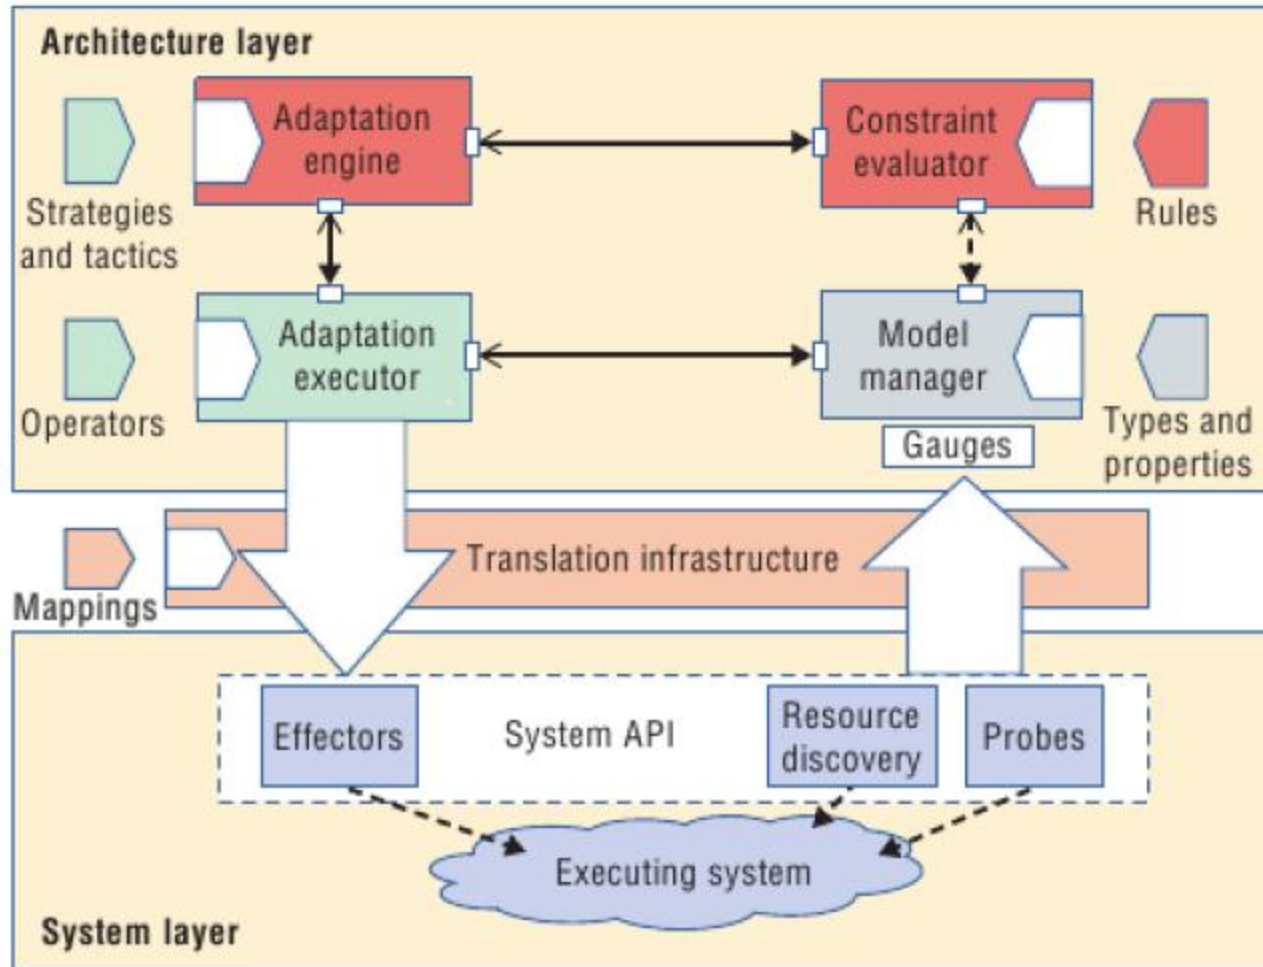 Architecture layer
Adaptation
engine
Constraint
evaluator
Strategies
and tactics
Rules
Adaptation
executor
Model
manager
Operators
Gauges
Types and
properties
Translation infrastructure
Mappings
Effectors
System API
Resource
discovery
Probes
Executing system
System layer